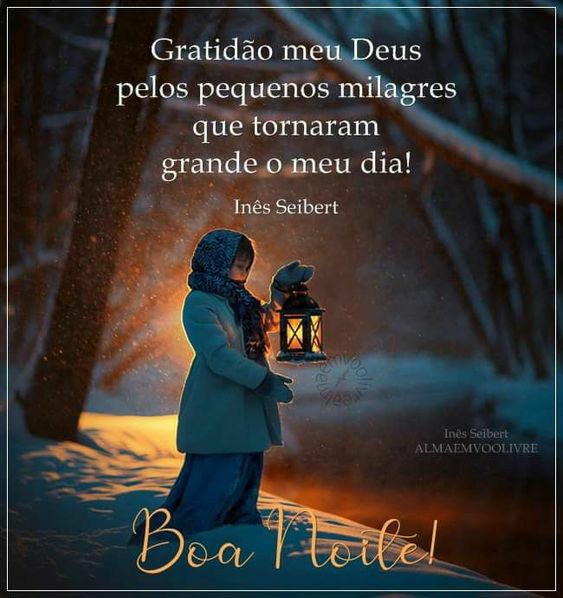 Gratidão meu Deus
pelos pequenos milagres
que tornaram
grande o meu dia!
Inês Seibert
Inês Seibert
ALMAEMVOOLIVRE
Boa Noite!